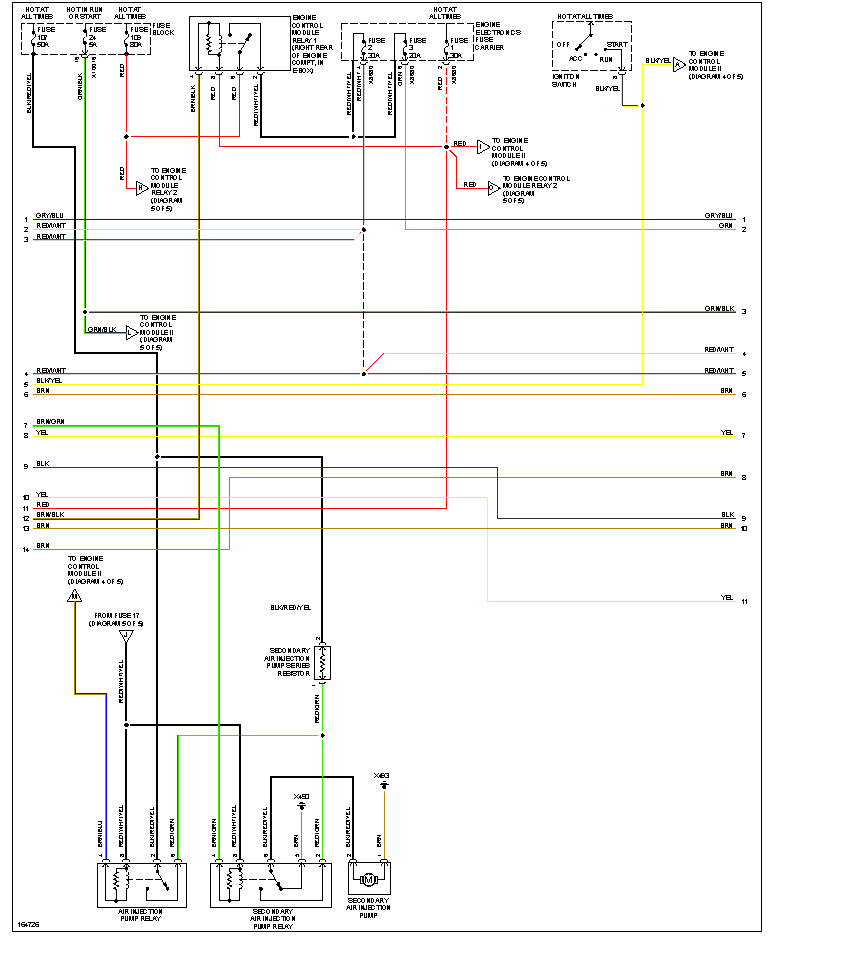 HOT AT
ALL TIMES
HOT IN RUN
OR START
HOT AT
ALL TIMES
FUSE
107
50A
FUSE
24
5A
FUSE
109
80A
FUSE
BLOCK
ENGINE
CONTROL
MODULE
RELAY 1
(RIGHT REAR
OF ENGINE
COMPT, IN
E-BOX)
HOT AT
ALL TIMES
FUSE
2
30A
FUSE
3
20A
FUSE
1
30A
ENGINE
ELECTRONICS
FUSE
CARRIER
HOT AT ALL TIMES
OFF
ACC
RUN
START
IGNITION
SWITCH
BLK/YEL
BLK/YEL
A
TO ENGINE
CONTROL
MODULE II
(DIAGRAM 4 OF 5)
BLK/RED/YEL
GRN/BLK
X10016
RED
RED
BRN/BLK
RED
RED
RED/WHT/YEL
RED/WHT/YEL
RED/WHT
X8680
GRN
X8680
RED
X8680
RED/WHT/YEL
TO ENGINE
CONTROL
MODULE
RELAY 2
(DIAGRAM
5 OF 5)
RED
I
TO ENGINE
CONTROL
MODULE II
(DIAGRAM 4 OF 5)
RED
TO ENGINE CONTROL
MODULE RELAY 2
(DIAGRAM
5 OF 5)
1 GRY/BLU GRY/BLU 1
2 RED/WHT GRN 2
3 RED/WHT
GRN/BLK 3
GRN/BLK
L
TO ENGINE
CONTROL
MODULE II
(DIAGRAM
5 OF 5)
RED/WHT 4
4 RED/WHT RED/WHT 5
5 BLK/YEL
6 BRN BRN 6
7 BRN/GRN
8 YEL YEL 7
9 BLK
BRN 8
10 YEL
11 RED
12 BRN/BLK BLK 9
13 BRN BRN 10
14 BRN
TO ENGINE
CONTROL
MODULE II
(DIAGRAM 4 OF 5)
M
YEL 11
FROM FUSE 17
(DIAGRAM 5 OF 5)
J
BLK/RED/YEL
2
SECONDARY
AIR INJECTION
PUMP SERIES
RESISTOR
1
RED/WHT/YEL
RED/GRN
X460
X463
BRN/BLU
RED/WHT/YEL
BLK/RED/YEL
RED/GRN
BRN/GRN
RED/WHT/YEL
BLK/RED/YEL
BRN
RED/GRN
BLK/RED/YEL
BRN
M
AIR INJECTION
PUMP RELAY
SECONDARY
AIR INJECTION
PUMP RELAY
SECONDARY
AIR INJECTION
PUMP
164726